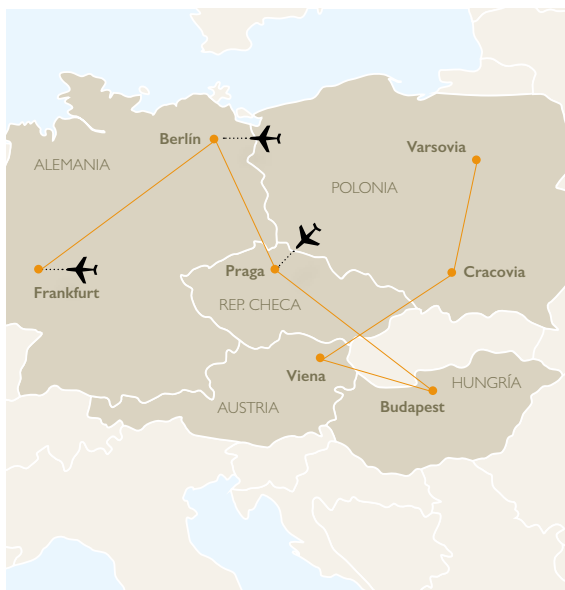 Berlín
Varsovia
ALEMANIA
POLONIA
Praga
Cracovia
Frankfurt
REP. CHECA
Viena
HUNGRÍA
AUSTRIA
Budapest